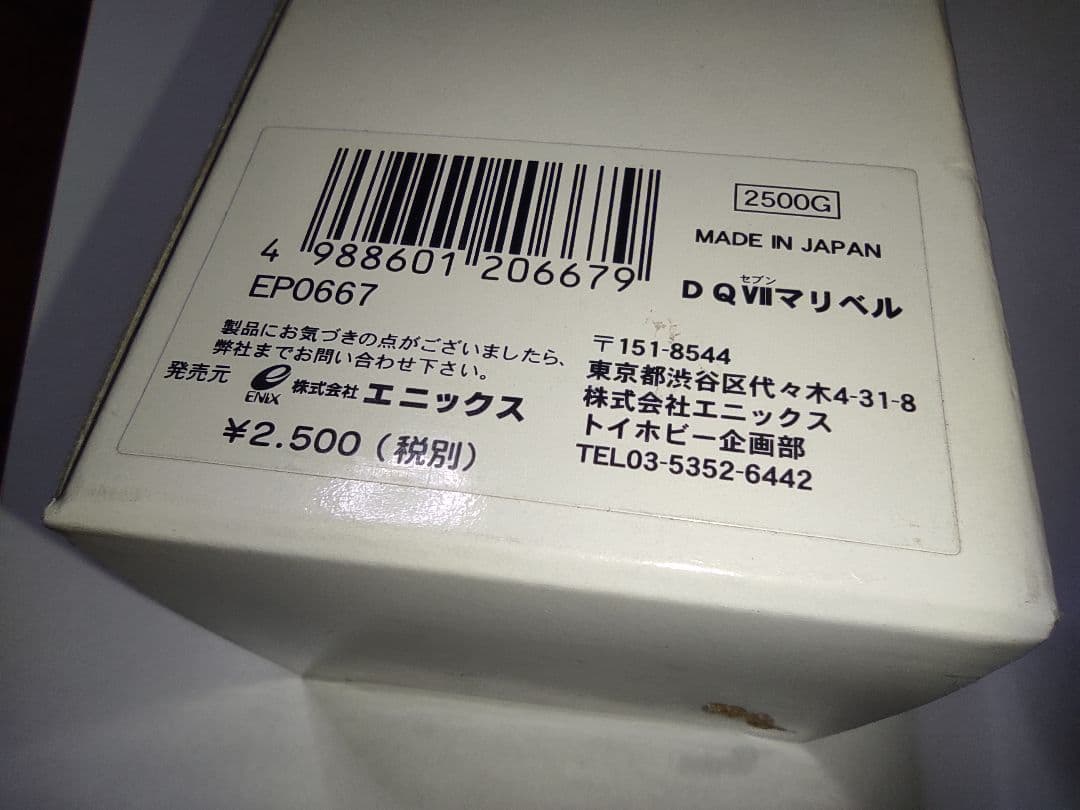 4 988601 206679
EP0667
製品にお気づきの点がございましたら、
弊社までお問い合わせ下さい。
発売元 ENIX 株式会社エニックス
¥2.500(税別)
2500G
MADE IN JAPAN
セブン
DQⅦマリベル
〒151-8544
東京都渋谷区代々木4-31-8
株式会社エニックス
トイホビー企画部
TEL03-5352-6442